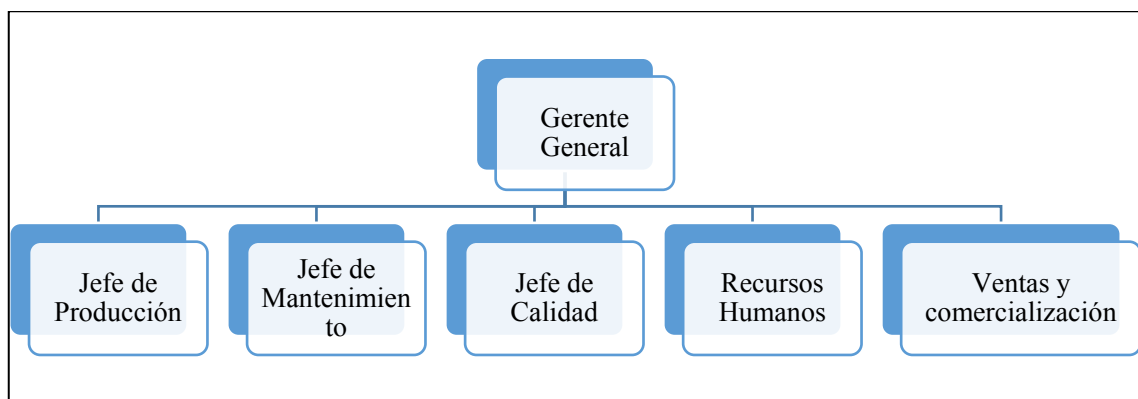 Gerente
General
Jefe de
Producción
Jefe de
Mantenimien
to
Jefe de
Calidad
Recursos
Humanos
Ventas y
comercialización